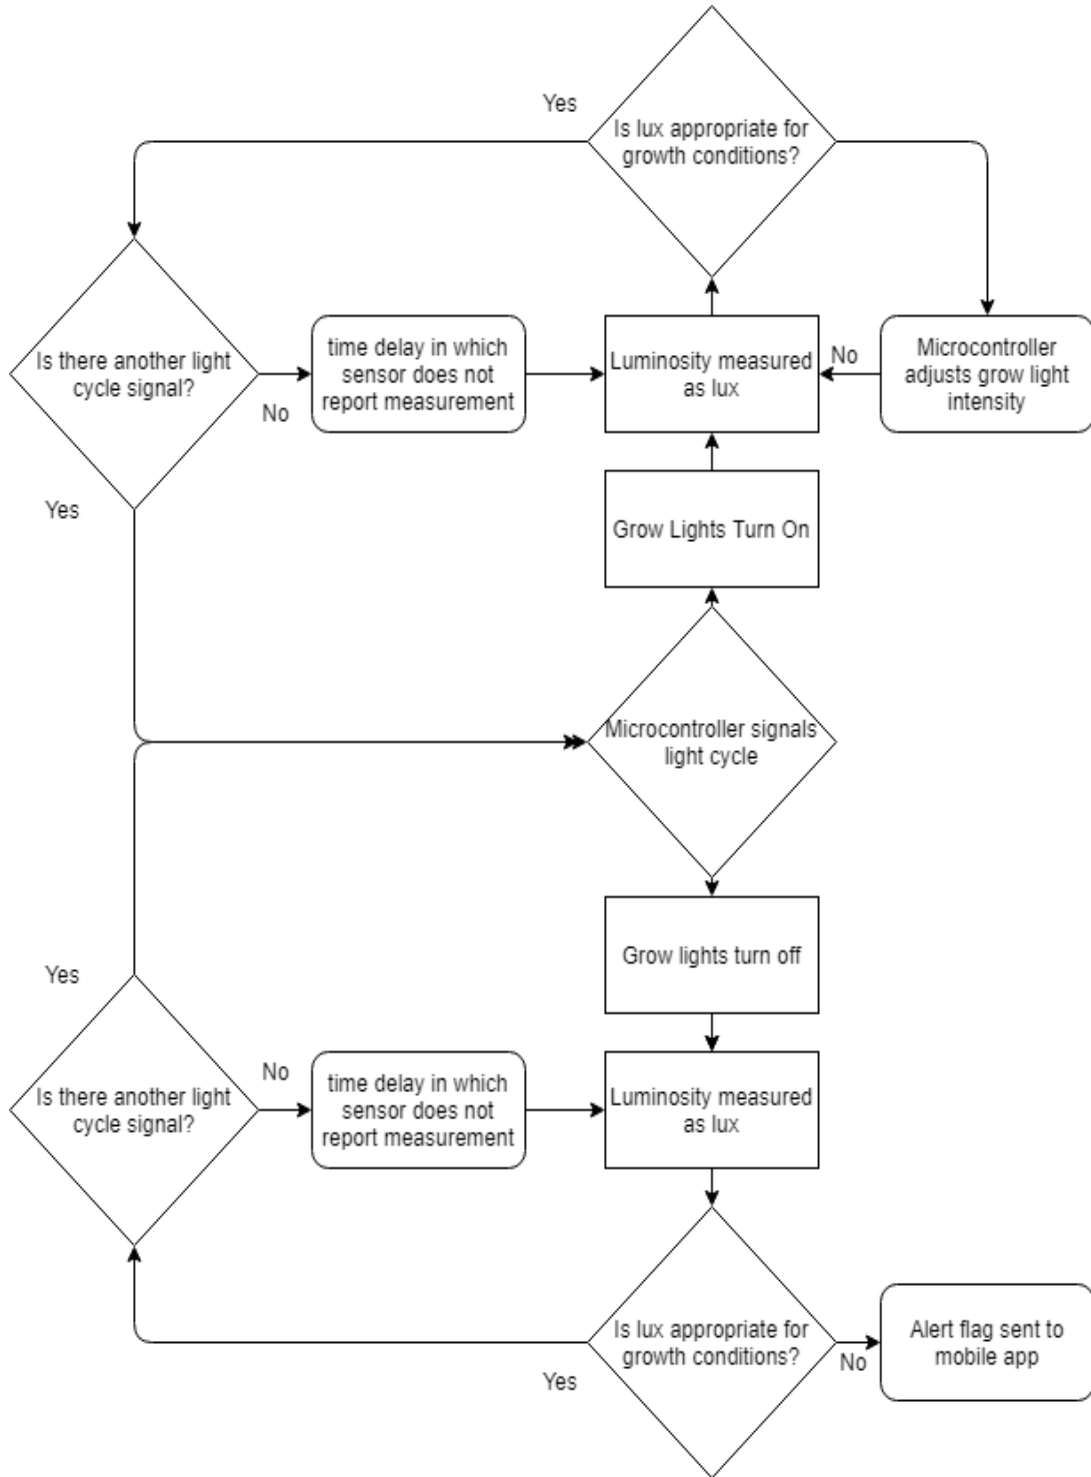 Yes
Is lux appropriate for
growth conditions?
Is there another light
cycle signal?
No
time delay in which
sensor does not
report measurement
Luminosity measured
as lux
No
Microcontroller
adjusts grow light
intensity
Yes
Grow Lights Turn On
Microcontroller signals
light cycle
Grow lights turn off
Yes
Is there another light
cycle signal?
No
time delay in which
sensor does not
report measurement
Luminosity measured
as lux
Is lux appropriate for
growth conditions?
Yes
No
Alert flag sent to
mobile app